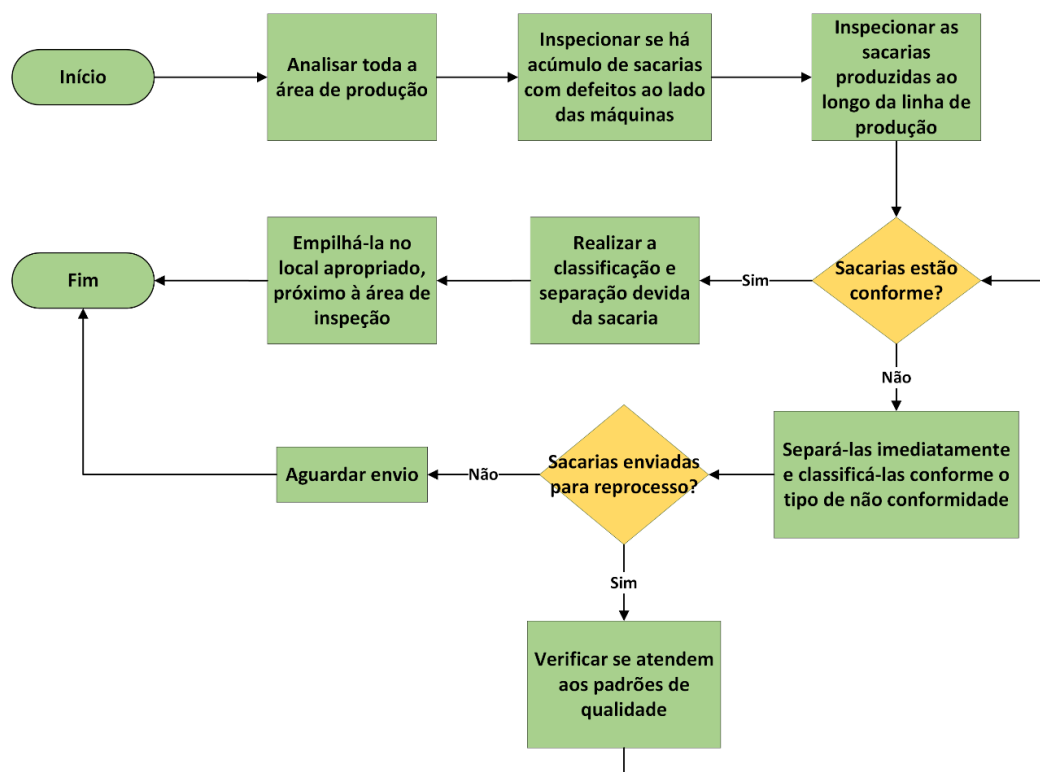 Início
Analisar toda a
área de produção
Inspecionar se há
acúmulo de sacarias
com defeitos ao lado
das máquinas
Inspecionar as
sacarias
produzidas ao
longo da linha de
produção
Sacarias estão
conforme?
Sim
Realizar a
classificação e
separação devida
da sacaria
Empilhá-la no
local apropriado,
próximo à área de
inspeção
Fim
Não
Separá-las imediatamente
e classificá-las conforme o
tipo de não conformidade
Sacarias enviadas
para reprocesso?
Não
Aguardar envio
Sim
Verificar se atendem
aos padrões de
qualidade